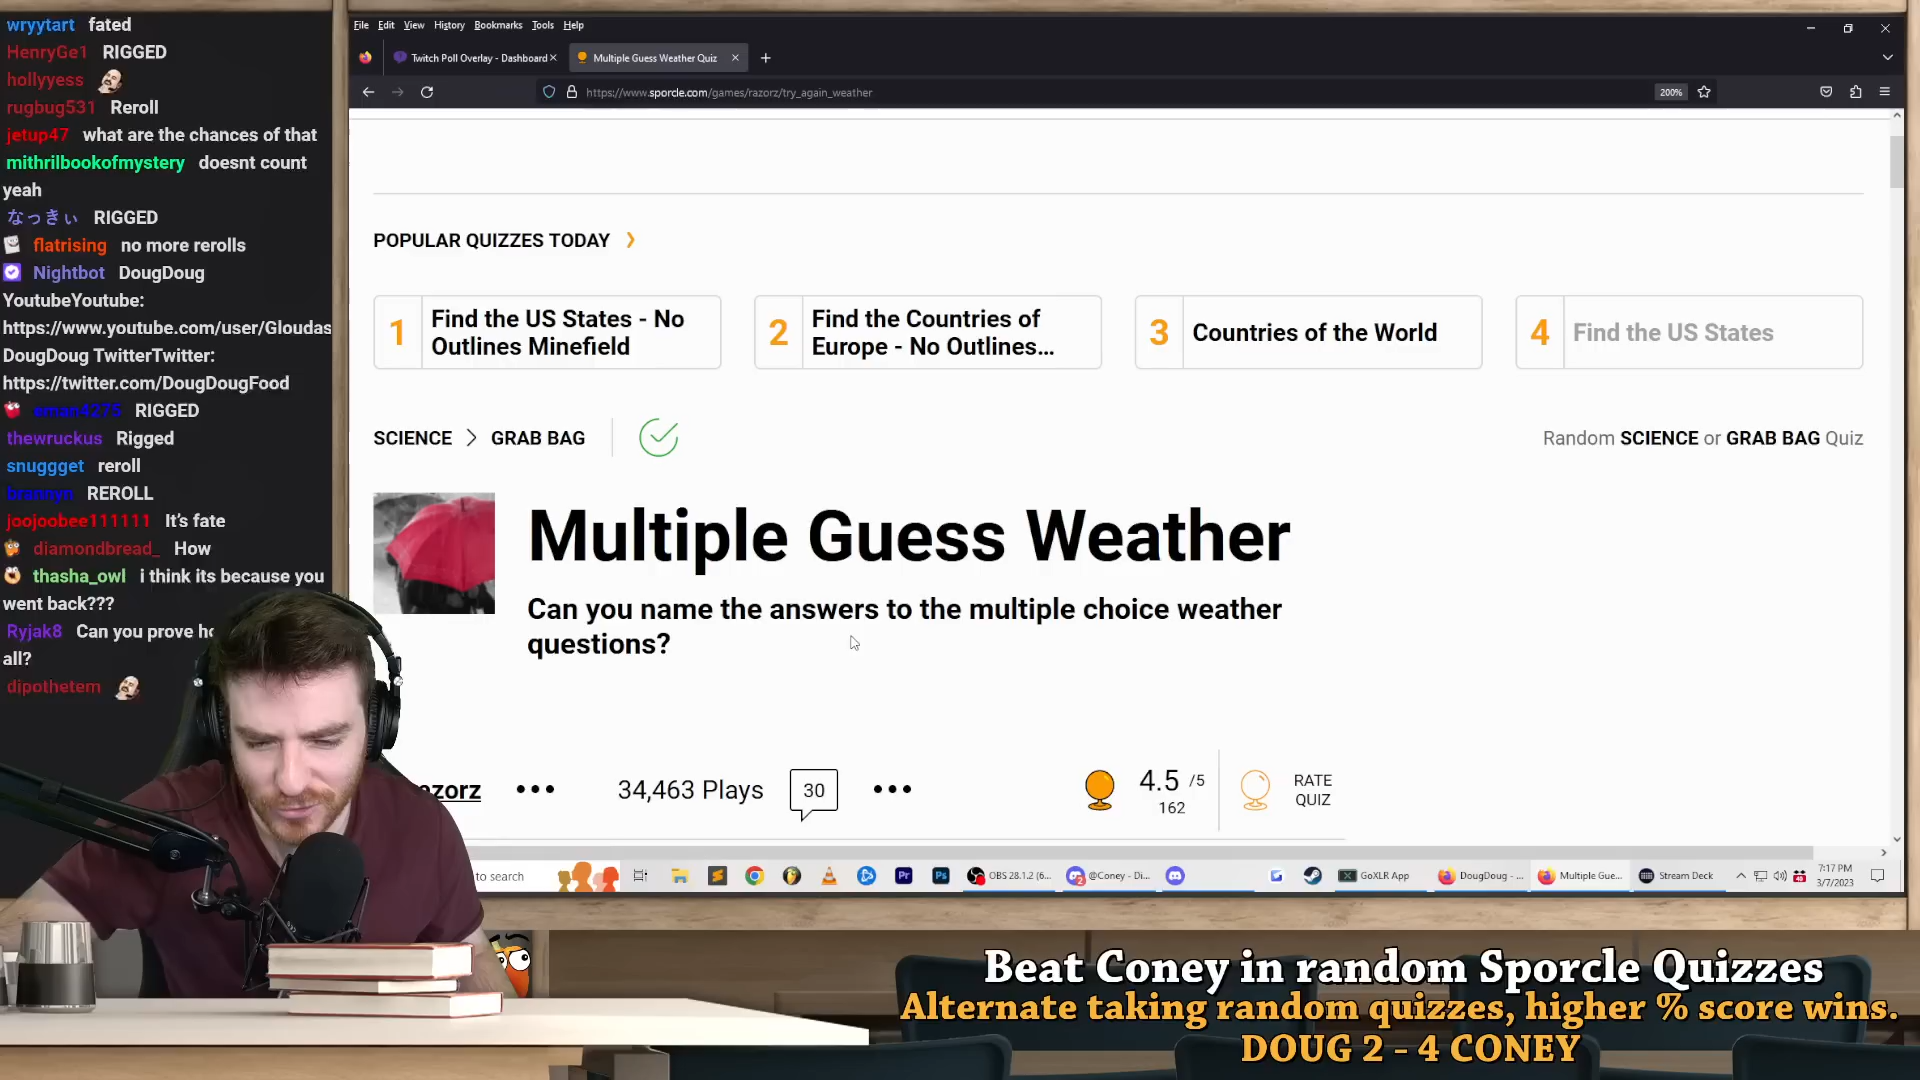 wryytart fated
HenryGe1 RIGGED
hollyyess
rugbug531 Reroll
jetup47 what are the chances of that
mithrilbookofmystery doesnt count
yeah
なっきぃ RIGGED
flatrising no more rerolls
Nightbot DougDoug
YoutubeYoutube:
https://www.youtube.com/user/Gloudas
DougDoug TwitterTwitter:
https://twitter.com/DougDougFood
eman4275 RIGGED
thewruckus Rigged
snuggget reroll
brannyn REROLL
joojoobee111111 It's fate
diamondbread_ How
thasha_owl i think its because you
went back???
Ryjak8 Can you prove
all?
dipothetem
File Edit View History Bookmarks Tools Help
Twitch Poll Overlay - Dashboard
Multiple Guess Weather Quiz
https://www.sporcle.com/games/razorz/try_again_weather
200%
POPULAR QUIZZES TODAY
1 Find the US States - No
Outlines Minefield
2 Find the Countries of
Europe - No Outlines...
3 Countries of the World
4 Find the US States
SCIENCE > GRAB BAG
Random SCIENCE or GRAB BAG Quiz
Multiple Guess Weather
Can you name the answers to the multiple choice weather
questions?
azorz
34,463 Plays
30
4.5 /5
162
RATE
QUIZ
to search
Pr
Ps
OBS 28.1.2 (6...
@Coney - Di...
GoXLR App
DougDoug - ...
Multiple Gue...
Stream Deck
7:17 PM
3/7/2023
Beat Coney in random Sporcle Quizzes
Alternate taking random quizzes, higher % score wins.
DOUG 2 - 4 CONEY